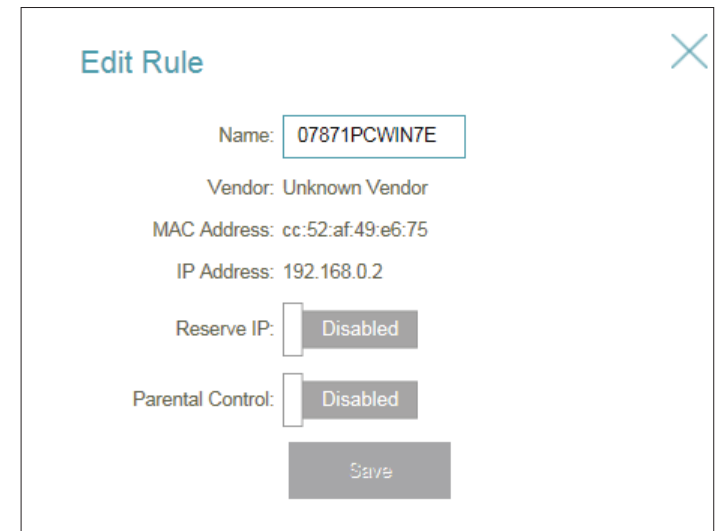 Edit Rule
Name: 07871PCWIN7E
Vendor: Unknown Vendor
MAC Address: cc:52:af:49:e6:75
IP Address: 192.168.0.2
Reserve IP: Disabled
Parental Control: Disabled
Save